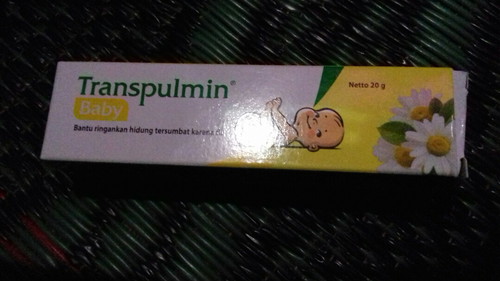 Transpulmin®
Baby
Bantu ringankan hidung tersumbat karena
Netto 20 g